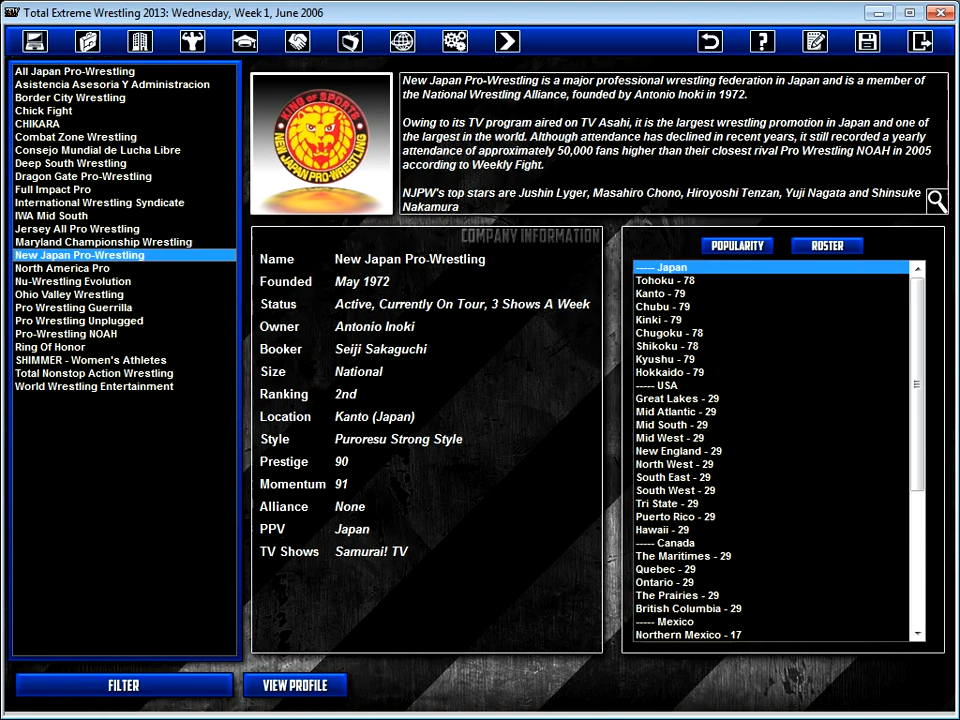 Total Extreme Wrestling 2013: Wednesday, Week 1, June 2006
All Japan Pro-Wrestling
Asistencia Asesoria Y Administracion
Border City Wrestling
Chick Fight
CHIKARA
Combat Zone Wrestling
Consejo Mundial de Lucha Libre
Deep South Wrestling
Dragon Gate Pro-Wrestling
Full Impact Pro
International Wrestling Syndicate
IWA Mid South
Jersey All Pro Wrestling
Maryland Championship Wrestling
New Japan Pro-Wrestling
North America Pro
Nu-Wrestling Evolution
Ohio Valley Wrestling
Pro Wrestling Guerrilla
Pro Wrestling Unplugged
Pro-Wrestling NOAH
Ring Of Honor
SHIMMER - Women's Athletes
Total Nonstop Action Wrestling
World Wrestling Entertainment
FILTER
KING OF SPORTS
NEW JAPAN PRO-WRESTLING
New Japan Pro-Wrestling is a major professional wrestling federation in Japan and is a member of
the National Wrestling Alliance, founded by Antonio Inoki in 1972.
Owing to its TV program aired on TV Asahi, it is the largest wrestling promotion in Japan and one of
the largest in the world. Although attendance has declined in recent years, it still recorded a yearly
attendance of approximately 50,000 fans higher than their closest rival Pro Wrestling NOAH in 2005
according to Weekly Fight.
NJPW's top stars are Jushin Lyger, Masahiro Chono, Hiroyoshi Tenzan, Yuji Nagata and Shinsuke
Nakamura
COMPANY INFORMATION
Name New Japan Pro-Wrestling
Founded May 1972
Status Active, Currently On Tour, 3 Shows A Week
Owner Antonio Inoki
Booker Seiji Sakaguchi
Size National
Ranking 2nd
Location Kanto (Japan)
Style Puroresu Strong Style
Prestige 90
Momentum 91
Alliance None
PPV Japan
TV Shows Samurai! TV
VIEW PROFILE
POPULARITY ROSTER
----- Japan
Tohoku - 78
Kanto - 79
Chubu - 79
Kinki - 79
Chugoku - 78
Shikoku - 78
Kyushu - 79
Hokkaido - 79
----- USA
Great Lakes - 29
Mid Atlantic - 29
Mid South - 29
Mid West - 29
New England - 29
North West - 29
South East - 29
South West - 29
Tri State - 29
Puerto Rico - 29
Hawaii - 29
----- Canada
The Maritimes - 29
Quebec - 29
Ontario - 29
The Prairies - 29
British Columbia - 29
----- Mexico
Northern Mexico - 17